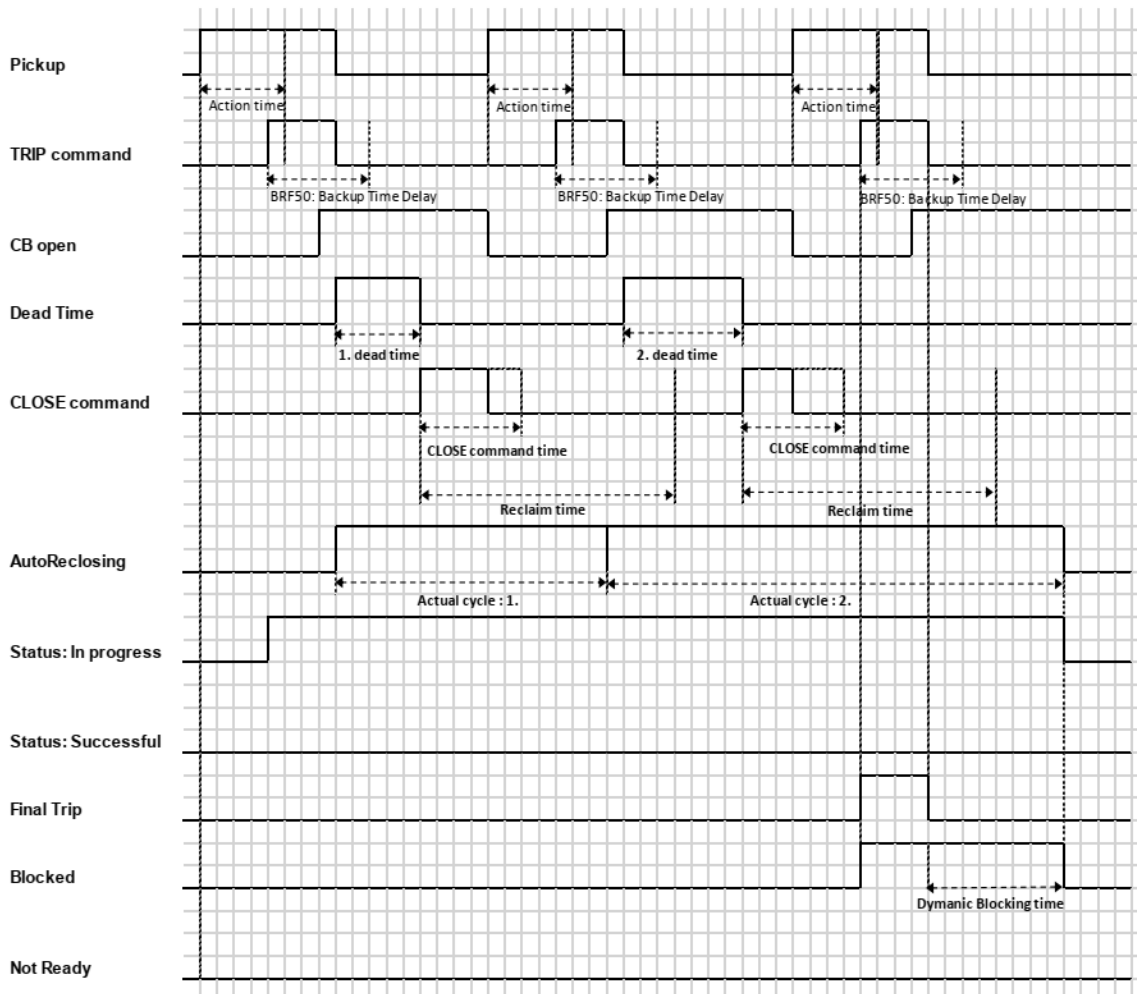 Pickup
Action time
Action time
Action time
TRIP command
BRF50: Backup Time Delay
BRF50: Backup Time Delay
BRF50: Backup Time Delay
CB open
Dead Time
1. dead time
2. dead time
CLOSE command
CLOSE command time
CLOSE command time
Reclaim time
Reclaim time
AutoReclosing
Actual cycle : 1.
Actual cycle : 2.
Status: In progress
Status: Successful
Final Trip
Blocked
Dymanic Blocking time
Not Ready